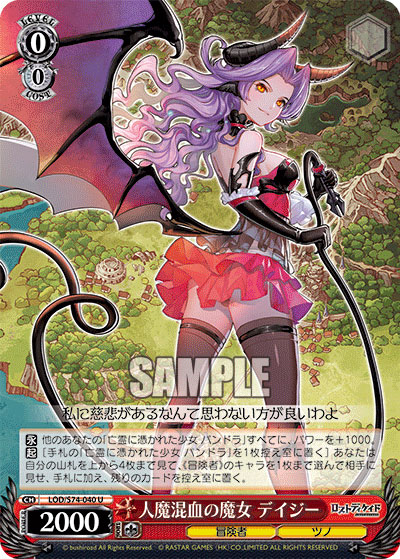 LEVEL
0
0
COST
SAMPLE
私に慈悲があるなんて思わない方が良いわよ
永 他のあなたの「亡霊に憑かれた少女 パンドラ」すべてに、パワーを+1000。
起 [手札の「亡霊に憑かれた少女 パンドラ」を1枚控え室に置く] あなたは
自分の山札を上から4枚まで見て、《冒険者》のキャラを1枚まで選んで相手に
見せ、手札に加え、残りのカードを控え室に置く。
CH LOD/S74-040 U
2000
人魔混血の魔女 デイジー
冒険者 ツノ
ロストディケイド
© bushiroad All Rights Reserved. © RASTAR GAMES (HK) CO., LIMITED All Rights Reserved.